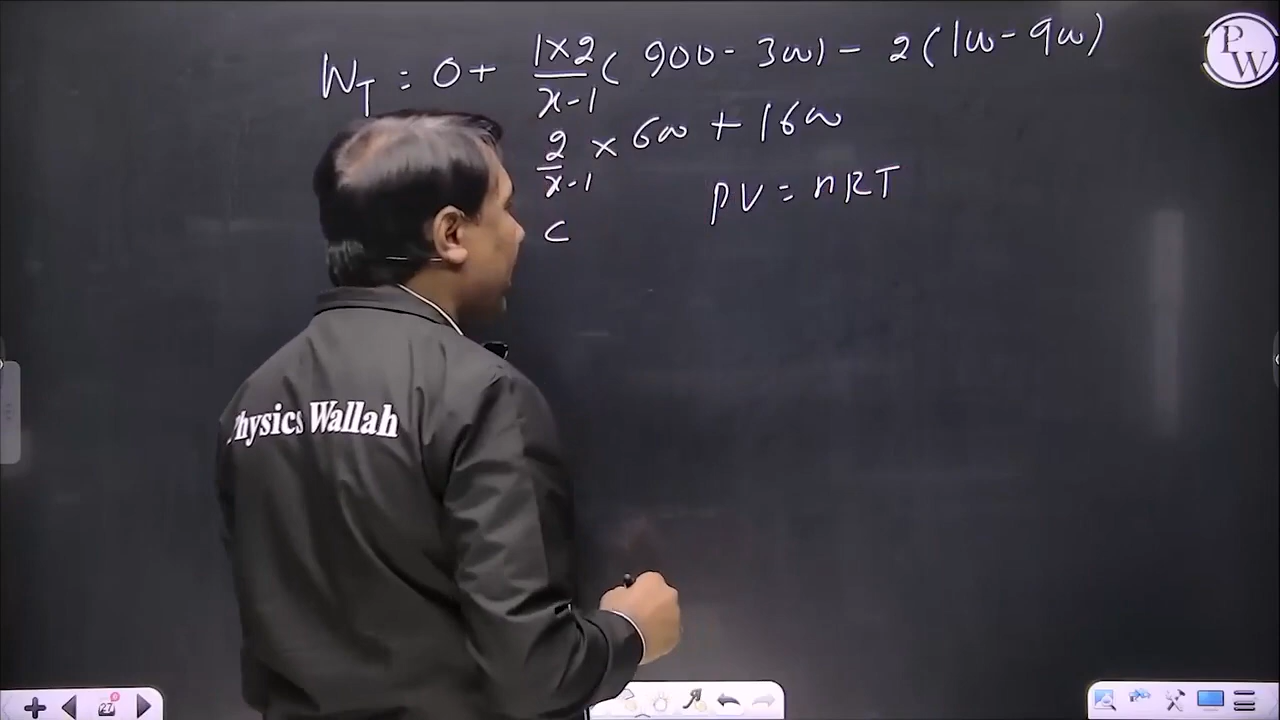 W_T = 0 + 1×2/x-1 ( 900 - 300) - 2 (100 - 900)
2/x-1 × 600 + 1600
PV = nRT
C
Physics Wallah
PW
27